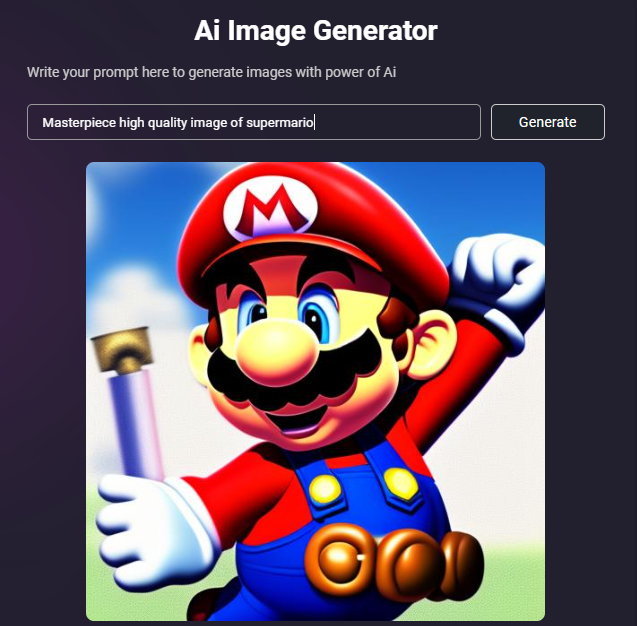 Ai Image Generator
Write your prompt here to generate images with power of Ai
Masterpiece high quality image of supermario
Generate
M